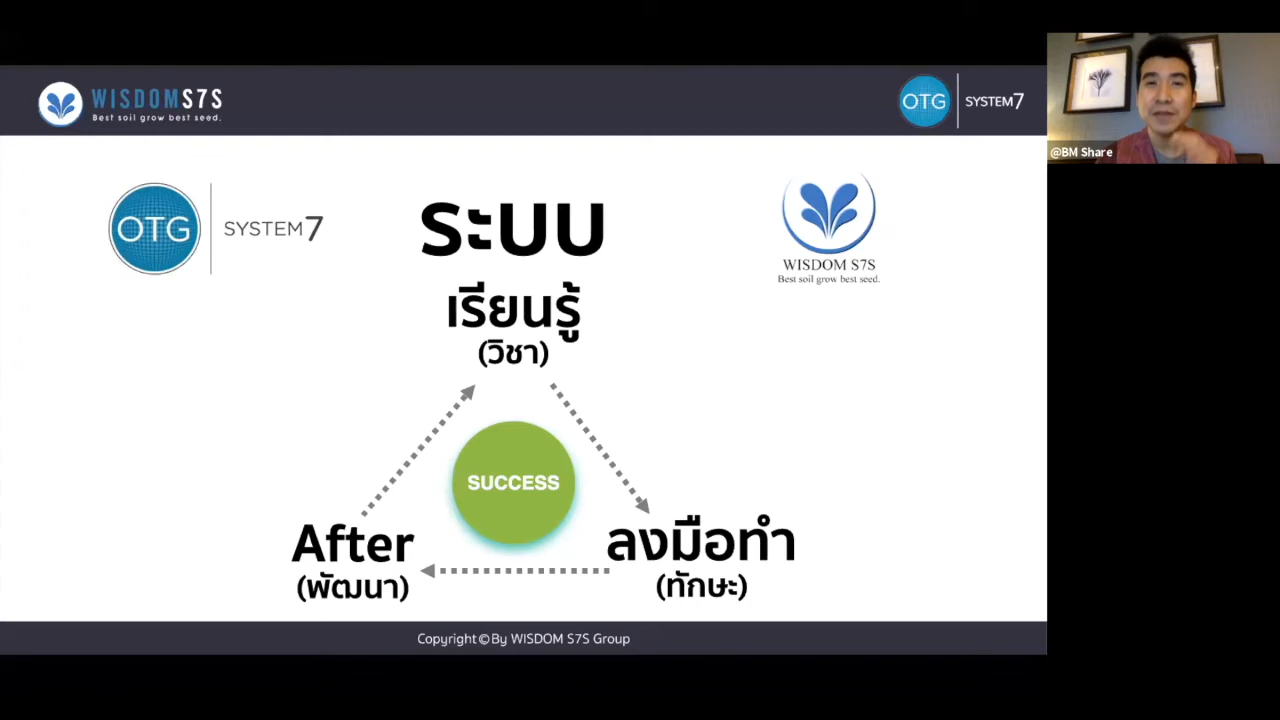 WISDOMS7S
Best soil grow best seed.
OTG SYSTEM7
@BM Share
OTG SYSTEM7
ระบบ
WISDOM S7S
Best soil grow best seed.
เรียนรู้
(วิชา)
SUCCESS
After
(พัฒนา)
ลงมือทำ
(ทักษะ)
Copyright©By WISDOM S7S Group